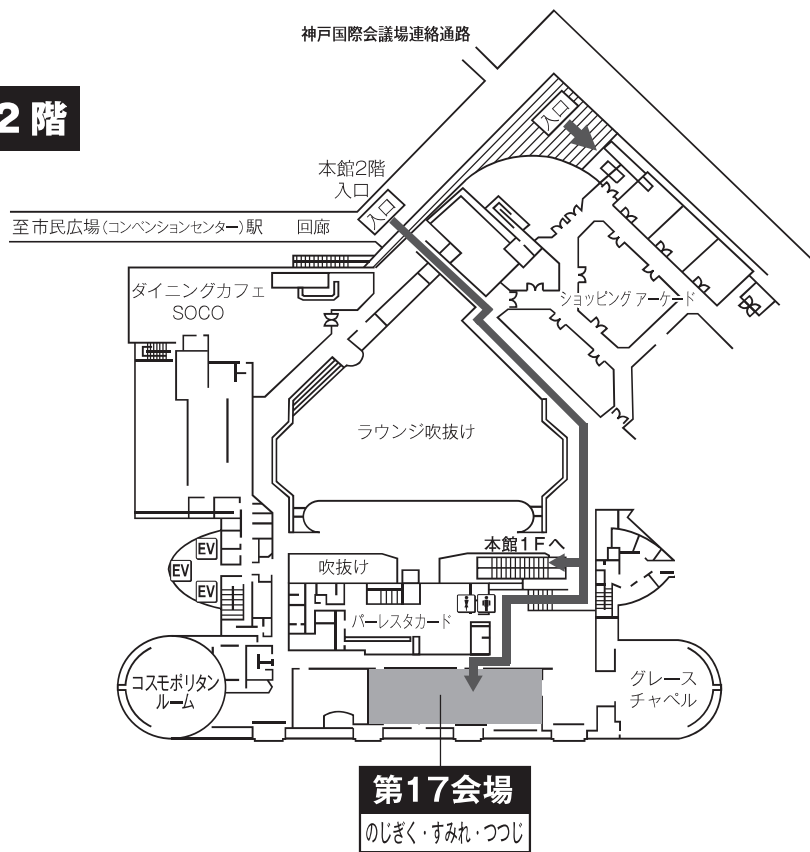 神戸国際会議場連絡通路
2階
入口
本館2階
入口
入口
至市民広場(コンベンションセンター)駅 回廊
ダイニングカフェ
SOCO
ショッピング アーケード
ラウンジ吹抜け
本館1Fへ
吹抜け
EV
EV
EV
バーレスタカード
コスモポリタン
ルーム
グレース
チャペル
第17会場
のじぎく・すみれ・つつじ